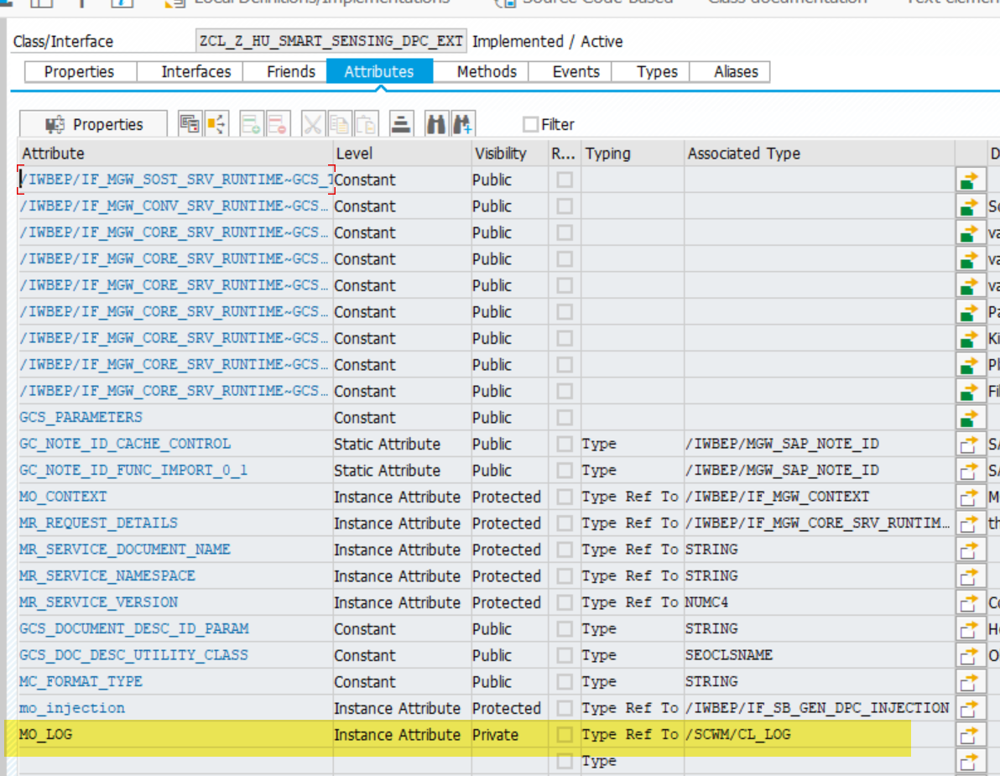 Local Definitions/Implementations Source Code-Based Class documentation
Class/Interface ZCL_Z_HU_SMART_SENSING_DPC_EXT Implemented / Active
Properties Interfaces Friends Attributes Methods Events Types Aliases
Properties Filter
Attribute Level Visibility R... Typing Associated Type D
/IWBEP/IF_MGW_SOST_SRV_RUNTIME~GCS_ Constant Public
/IWBEP/IF_MGW_CONV_SRV_RUNTIME~GCS… Constant Public
/IWBEP/IF_MGW_CORE_SRV_RUNTIME~GCS… Constant Public va
/IWBEP/IF_MGW_CORE_SRV_RUNTIME~GCS… Constant Public va
/IWBEP/IF_MGW_CORE_SRV_RUNTIME~GCS… Constant Public va
/IWBEP/IF_MGW_CORE_SRV_RUNTIME~GCS… Constant Public Pa
/IWBEP/IF_MGW_CORE_SRV_RUNTIME~GCS… Constant Public Ki
/IWBEP/IF_MGW_CORE_SRV_RUNTIME~GCS… Constant Public Pl
/IWBEP/IF_MGW_CORE_SRV_RUNTIME~GCS… Constant Public Fi
GCS_PARAMETERS Constant Public
GC_NOTE_ID_CACHE_CONTROL Static Attribute Public Type /IWBEP/MGW_SAP_NOTE_ID SA
GC_NOTE_ID_FUNC_IMPORT_0_1 Static Attribute Public Type /IWBEP/MGW_SAP_NOTE_ID SA
MO_CONTEXT Instance Attribute Protected Type Ref To /IWBEP/IF_MGW_CONTEXT M
MR_REQUEST_DETAILS Instance Attribute Protected Type Ref To /IWBEP/IF_MGW_CORE_SRV_RUNTIM… th
MR_SERVICE_DOCUMENT_NAME Instance Attribute Protected Type Ref To STRING
MR_SERVICE_NAMESPACE Instance Attribute Protected Type Ref To STRING
MR_SERVICE_VERSION Instance Attribute Protected Type Ref To NUMC4 Co
GCS_DOCUMENT_DESC_ID_PARAM Constant Public Type STRING He
GCS_DOC_DESC_UTILITY_CLASS Constant Public Type SEOCLSNAME O
MC_FORMAT_TYPE Constant Public Type STRING
mo_injection Instance Attribute Protected Type Ref To /IWBEP/IF_SB_GEN_DPC_INJECTION
MO_LOG Instance Attribute Private Type Ref To /SCWM/CL_LOG
Type